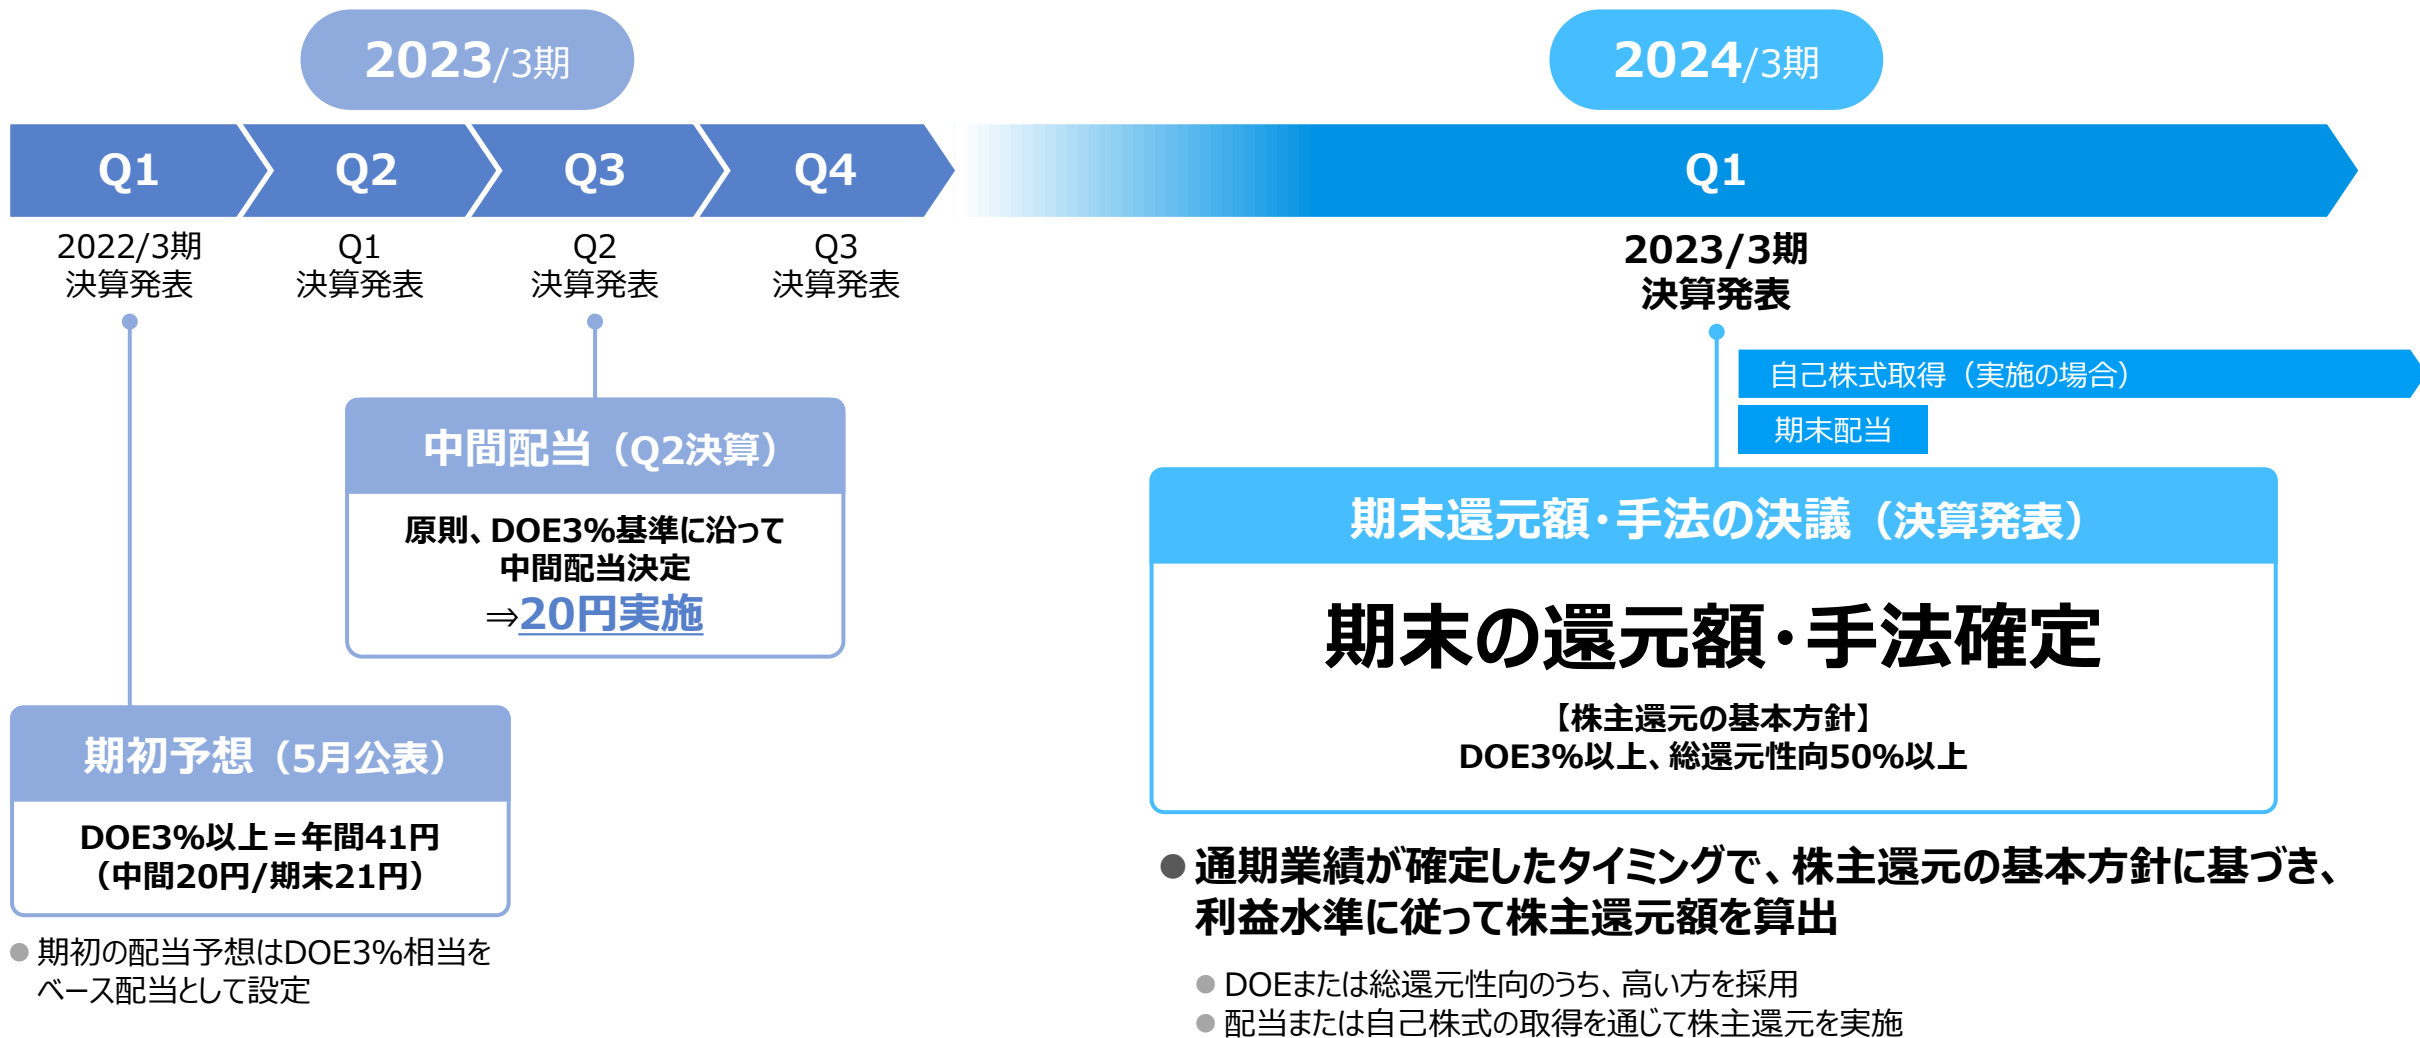 2023/3期
2024/3期
Q1
Q2
Q3
Q4
Q1
2022/3期
決算発表
Q1
決算発表
Q2
決算発表
Q3
決算発表
2023/3期
決算発表
自己株式取得（実施の場合）
期末配当
中間配当（Q2決算）
原則、DOE3%基準に沿って
中間配当決定
⇒20円実施
期末還元額・手法の決議（決算発表）
期末の還元額・手法確定
【株主還元の基本方針】
DOE3%以上、総還元性向50%以上
期初予想（5月公表）
DOE3%以上＝年間41円
（中間20円/期末21円）
● 期初の配当予想はDOE3%相当を
ベース配当として設定
● 通期業績が確定したタイミングで、株主還元の基本方針に基づき、
利益水準に従って株主還元額を算出
● DOEまたは総還元性向のうち、高い方を採用
● 配当または自己株式の取得を通じて株主還元を実施